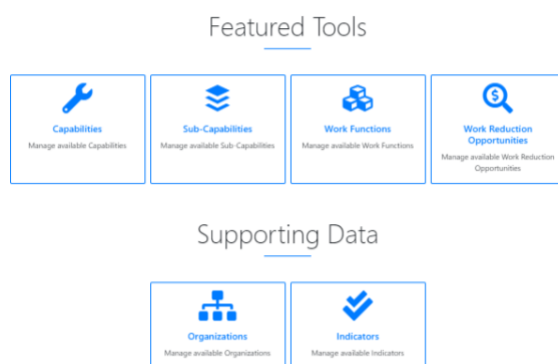 Featured Tools
Capabilities
Manage available Capabilities
Sub-Capabilities
Manage available Sub-Capabilities
Work Functions
Manage available Work Functions
Work Reduction
Opportunities
Manage available Work Reduction
Opportunities
Supporting Data
Organizations
Manage available Organizations
Indicators
Manage available Indicators